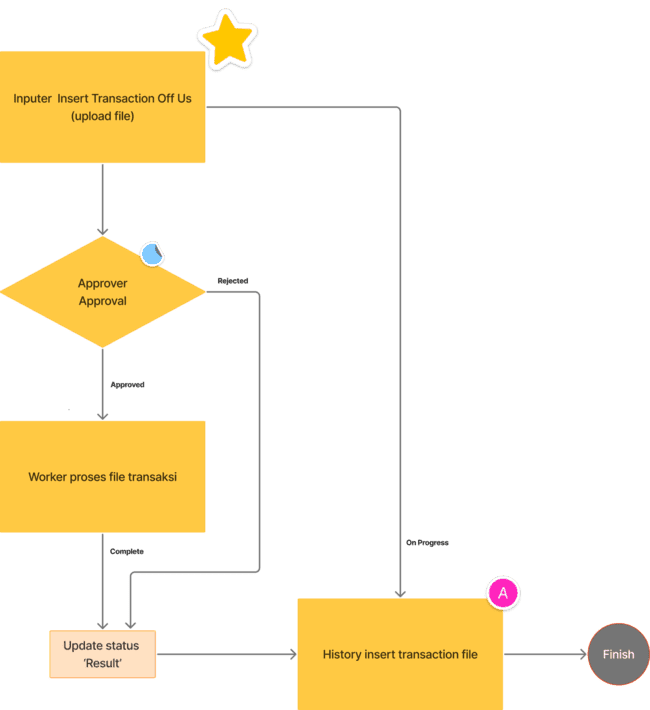 Inputer  Insert Transaction Off Us
(upload file)
Approver
Approval
Rejected
Approved
Worker proses file transaksi
Complete
On Progress
A
Update status
'Result'
History insert transaction file
Finish